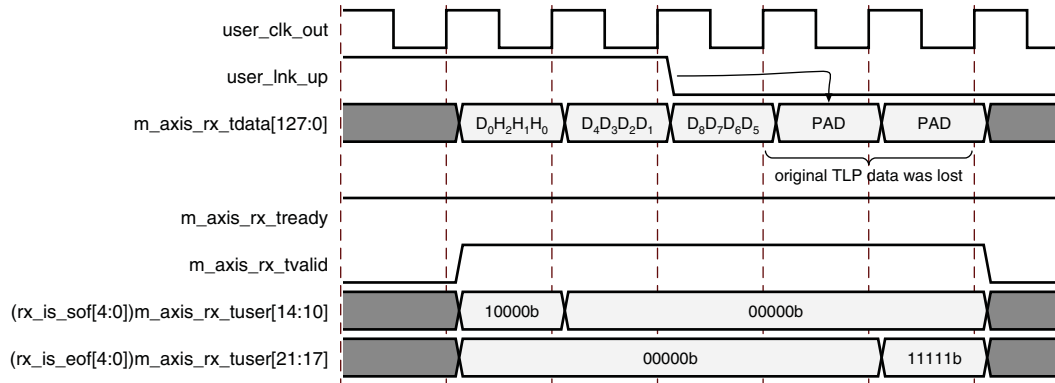 user_clk_out
user_lnk_up
m_axis_rx_tdata[127:0] D₀H₂H₁H₀ D₄D₃D₂D₁ D₈D₇D₆D₅ PAD PAD
original TLP data was lost
m_axis_rx_tready
m_axis_rx_tvalid
(rx_is_sof[4:0])m_axis_rx_tuser[14:10] 10000b 00000b
(rx_is_eof[4:0])m_axis_rx_tuser[21:17] 00000b 11111b